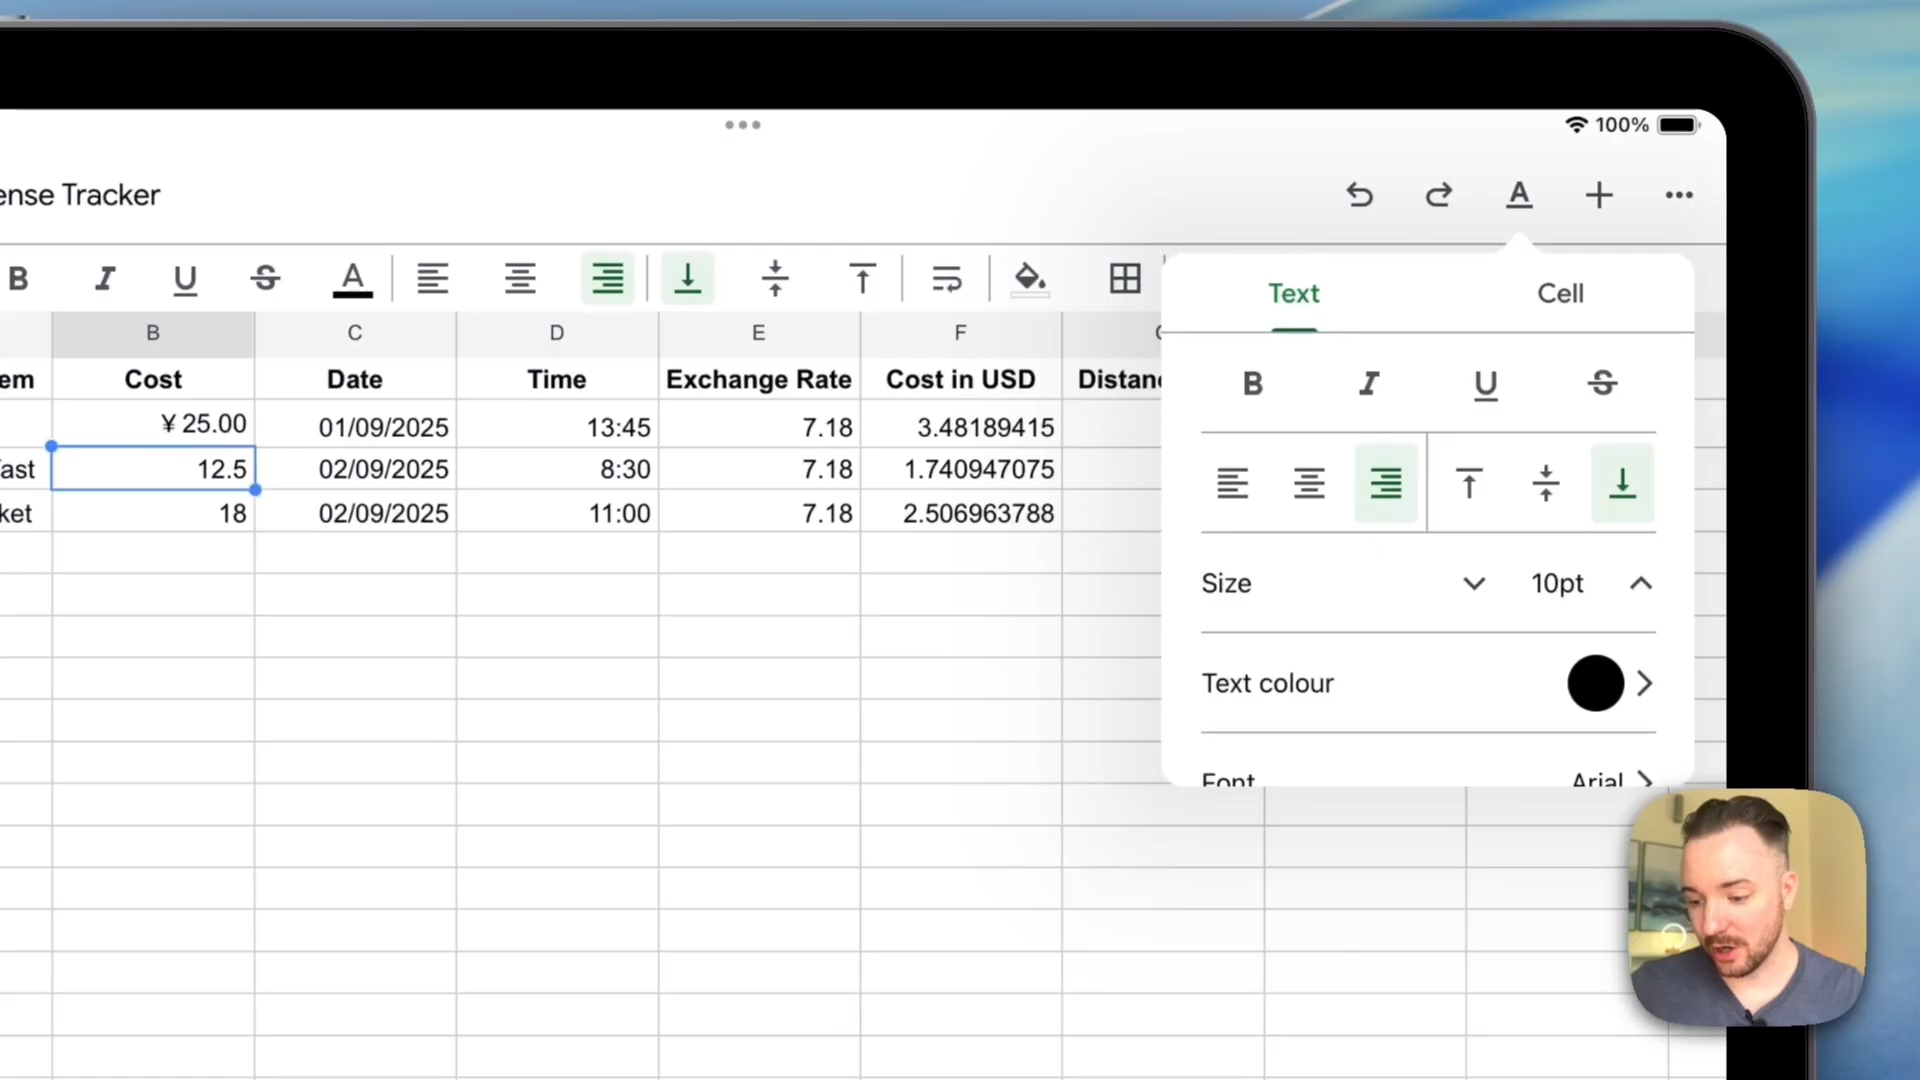 100%
ense Tracker
B I U S A
Text Cell
B C D E F
em Cost Date Time Exchange Rate Cost in USD Distan
B I U S
¥ 25.00 01/09/2025 13:45 7.18 3.48189415
ast 12.5 02/09/2025 8:30 7.18 1.740947075
ket 18 02/09/2025 11:00 7.18 2.506963788
Size 10pt
Text colour
Font Arial